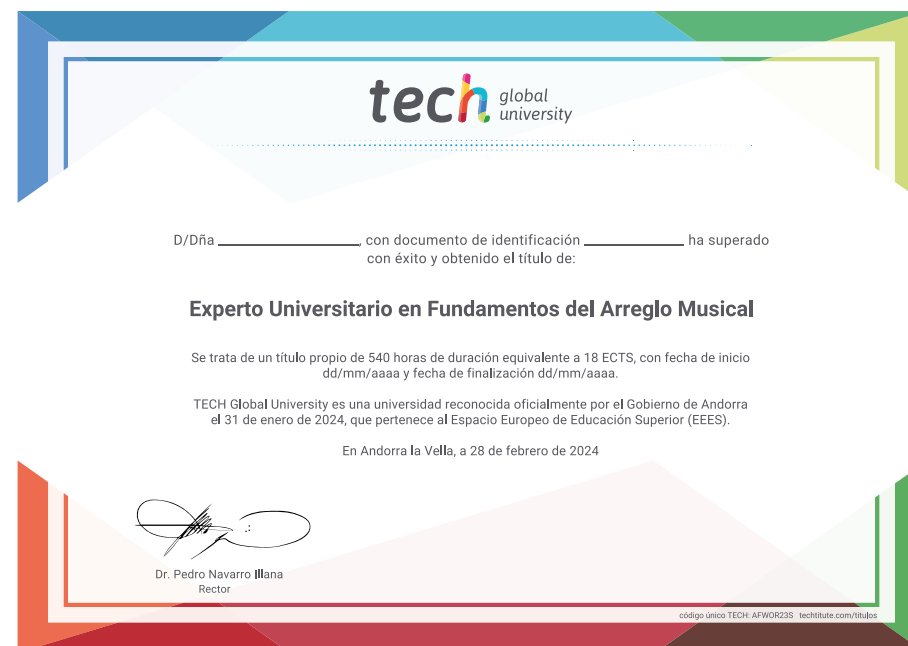 tech global university
D/Dña ____________________, con documento de identificación ______________ ha superado
con éxito y obtenido el título de:
Experto Universitario en Fundamentos del Arreglo Musical
Se trata de un título propio de 540 horas de duración equivalente a 18 ECTS, con fecha de inicio
dd/mm/aaaa y fecha de finalización dd/mm/aaaa.
TECH Global University es una universidad reconocida oficialmente por el Gobierno de Andorra
el 31 de enero de 2024, que pertenece al Espacio Europeo de Educación Superior (EEES).
En Andorra la Vella, a 28 de febrero de 2024
Dr. Pedro Navarro Illana
Rector
código único TECH: AFWOR23S techtitute.com/titulos